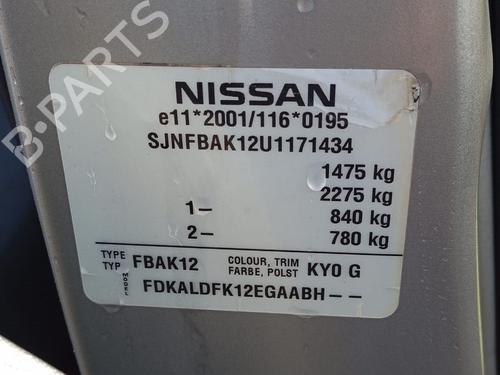 B-PARTS
NISSAN
e11*2001/116*0195
SJNFBAK12U1171434
1475 kg
2275 kg
1– 840 kg
2– 780 kg
TYPE TYP FBAK12 COLOUR, TRIM FARBE, POLST KY0 G
MODEL FDKALDFK12EGAABH– –